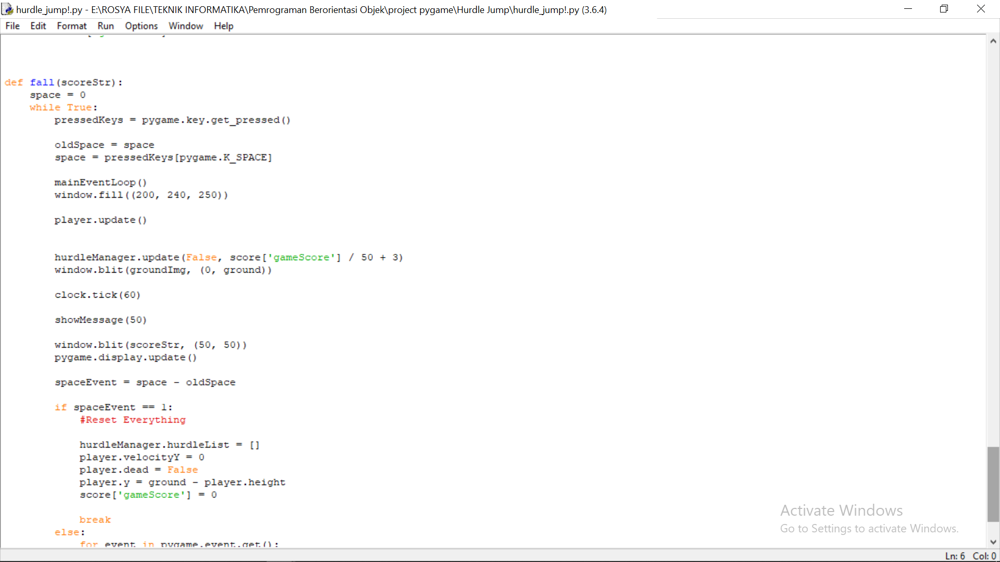 hurdle_jump!.py - E:\ROSYA FILE\TEKNIK INFORMATIKA\Pemrograman Berorientasi Objek\project pygame\Hurdle Jump\hurdle_jump!.py (3.6.4)
File Edit Format Run Options Window Help
def fall(scoreStr):
    space = 0
    while True:
        pressedKeys = pygame.key.get_pressed()
        oldSpace = space
        space = pressedKeys[pygame.K_SPACE]
        mainEventLoop()
        window.fill((200, 240, 250))
        player.update()
        hurdleManager.update(False, score['gameScore'] / 50 + 3)
        window.blit(groundImg, (0, ground))
        clock.tick(60)
        showMessage(50)
        window.blit(scoreStr, (50, 50))
        pygame.display.update()
        spaceEvent = space - oldSpace
        if spaceEvent == 1:
            #Reset Everything
            hurdleManager.hurdleList = []
            player.velocityY = 0
            player.dead = False
            player.y = ground - player.height
            score['gameScore'] = 0
            break
        else:
            for event in pygame.event.get():
Activate Windows
Go to Settings to activate Windows.
Ln: 6 Col: 0